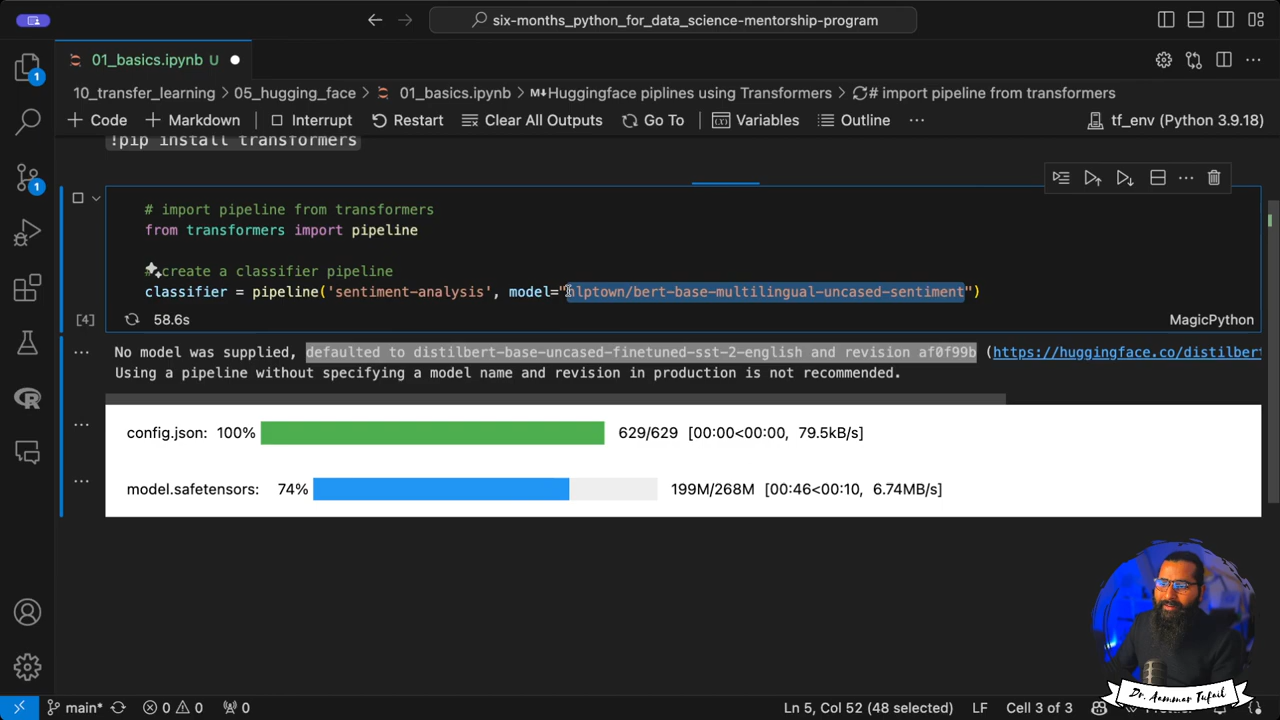 six-months_python_for_data_science-mentorship-program
01_basics.ipynb U
10_transfer_learning > 05_hugging_face > 01_basics.ipynb > Huggingface piplines using Transformers > # import pipeline from transformers
+ Code + Markdown Interrupt Restart Clear All Outputs Go To Variables Outline ... tf_env (Python 3.9.18)
!pip install transformers
# import pipeline from transformers
from transformers import pipeline
create a classifier pipeline
classifier = pipeline('sentiment-analysis', model="nlptown/bert-base-multilingual-uncased-sentiment")
[4] 58.6s MagicPython
No model was supplied, defaulted to distilbert-base-uncased-finetuned-sst-2-english and revision af0f99b (https://huggingface.co/distilber
Using a pipeline without specifying a model name and revision in production is not recommended.
config.json: 100% 629/629 [00:00<00:00, 79.5kB/s]
model.safetensors: 74% 199M/268M [00:46<00:10, 6.74MB/s]
1
1
Dr. Aammar Tufail
main* 0 0 0 Ln 5, Col 52 (48 selected) LF Cell 3 of 3